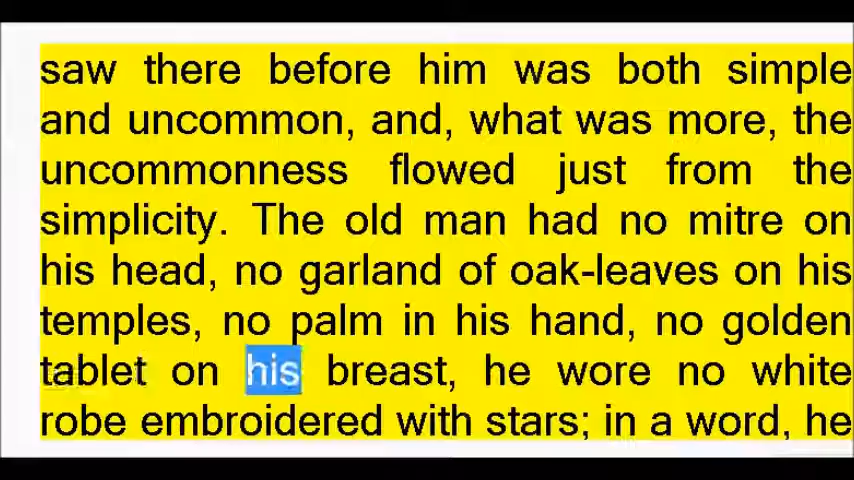 saw there before him was both simple
and uncommon, and, what was more, the
uncommonness flowed just from the
simplicity. The old man had no mitre on
his head, no garland of oak-leaves on his
temples, no palm in his hand, no golden
tablet on his breast, he wore no white
robe embroidered with stars; in a word, he